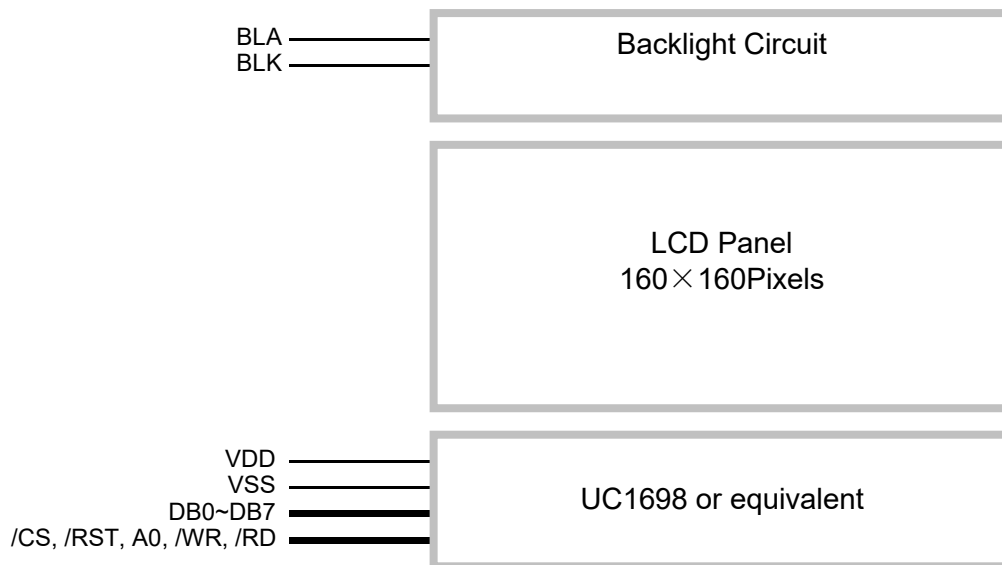 BLA
BLK
Backlight Circuit
LCD Panel
160×160Pixels
VDD
VSS
DB0~DB7
/CS, /RST, A0, /WR, /RD
UC1698 or equivalent